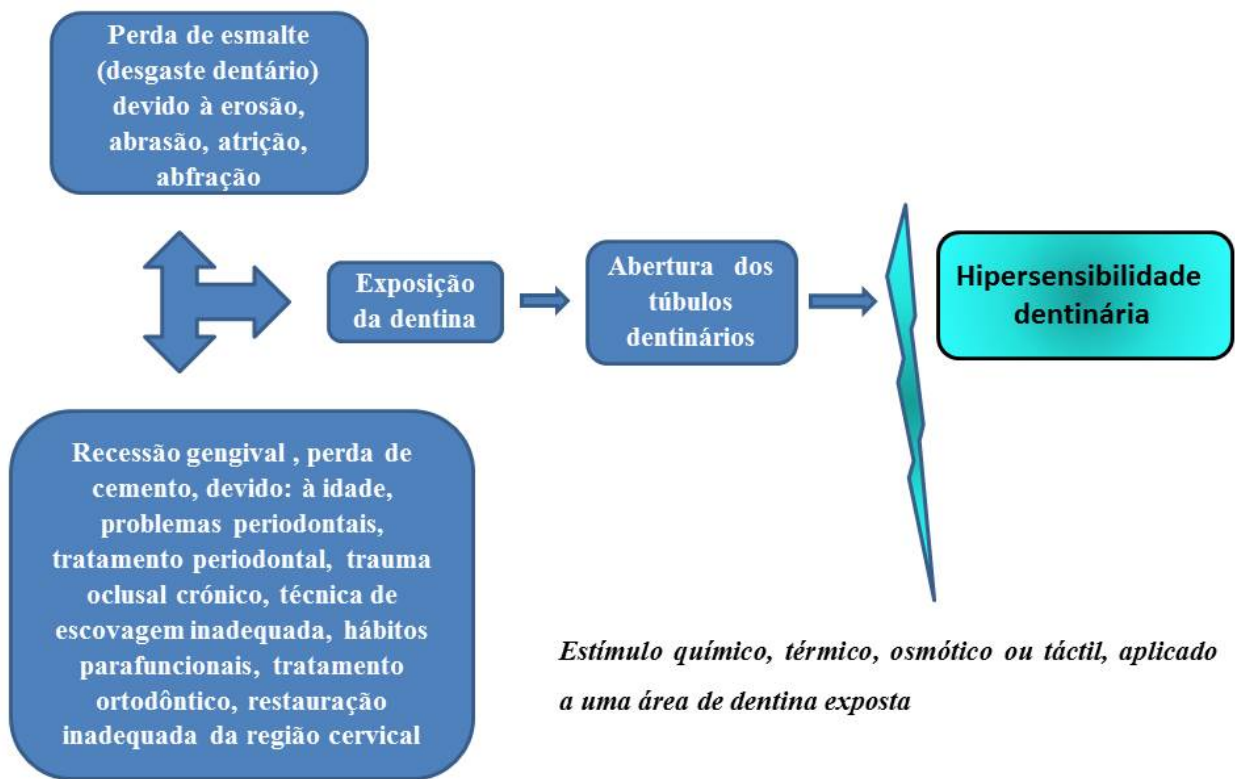 Perda de esmalte
(desgaste dentário)
devido à erosão,
abrasão, atrição,
abfração
Exposição
da dentina
Abertura dos
túbulos
dentinários
Hipersensibilidade
dentinária
Recessão gengival , perda de
cemento, devido: à idade,
problemas periodontais,
tratamento periodontal, trauma
oclusal crónico, técnica de
escovagem inadequada, hábitos
parafuncionais, tratamento
ortodôntico, restauração
inadequada da região cervical
Estímulo químico, térmico, osmótico ou táctil, aplicado
a uma área de dentina exposta